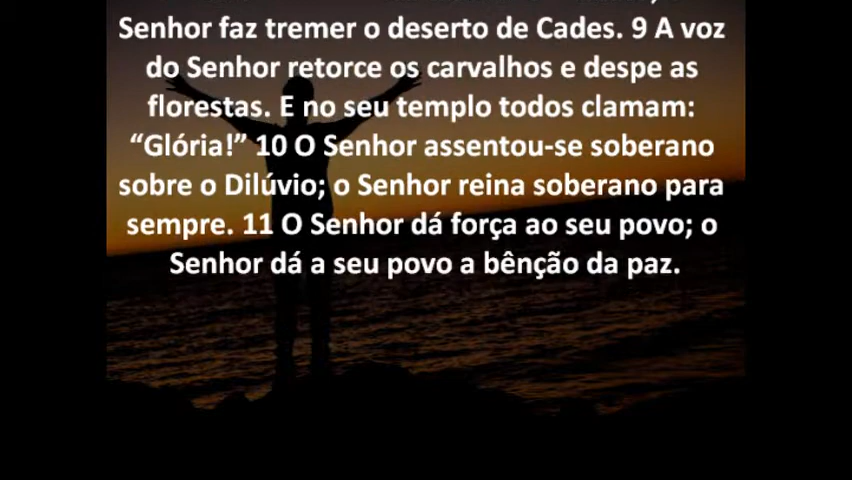 Senhor faz tremer o deserto de Cades. 9 A voz
do Senhor retorce os carvalhos e despe as
florestas. E no seu templo todos clamam:
“Glória!” 10 O Senhor assentou-se soberano
sobre o Dilúvio; o Senhor reina soberano para
sempre. 11 O Senhor dá força ao seu povo; o
Senhor dá a seu povo a bênção da paz.